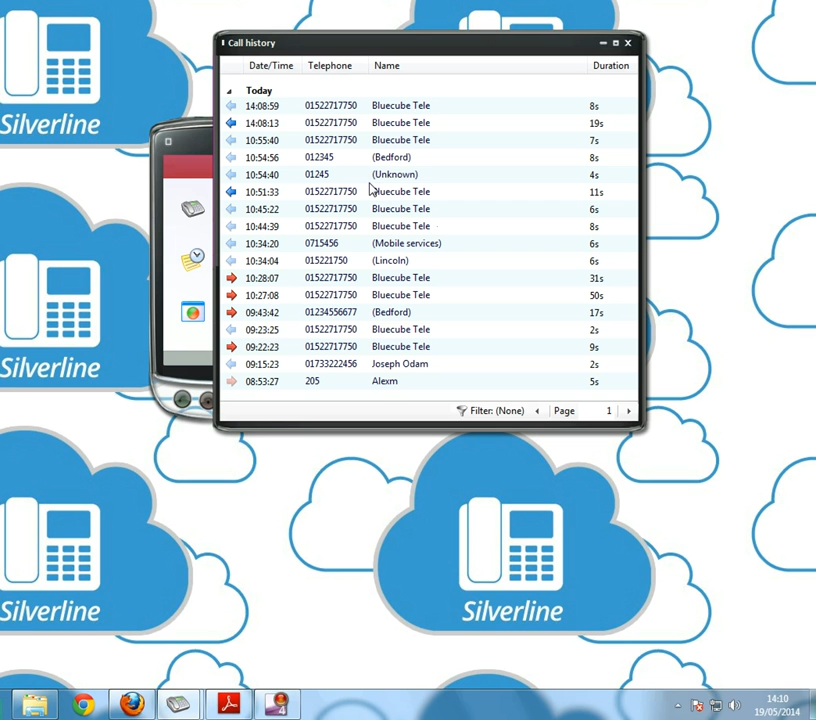 Silverline
Call history
Date/Time Telephone Name Duration
Today
14:08:59 01522717750 Bluecube Tele 8s
14:08:13 01522717750 Bluecube Tele 19s
10:55:40 01522717750 Bluecube Tele 7s
10:54:56 012345 (Bedford) 8s
10:54:40 01245 (Unknown) 4s
10:51:33 01522717750 Bluecube Tele 11s
10:45:22 01522717750 Bluecube Tele 6s
10:44:39 01522717750 Bluecube Tele 8s
10:34:20 0715456 (Mobile services) 6s
10:34:04 015221750 (Lincoln) 6s
10:28:07 01522717750 Bluecube Tele 31s
10:27:08 01522717750 Bluecube Tele 50s
09:43:42 01234556677 (Bedford) 17s
09:23:25 01522717750 Bluecube Tele 2s
09:22:23 01522717750 Bluecube Tele 9s
09:15:23 01733222456 Joseph Odam 2s
08:53:27 205 Alexm 5s
Filter: (None) Page 1
Silverline
Silverline
Silverline
4
14:10
19/05/2014